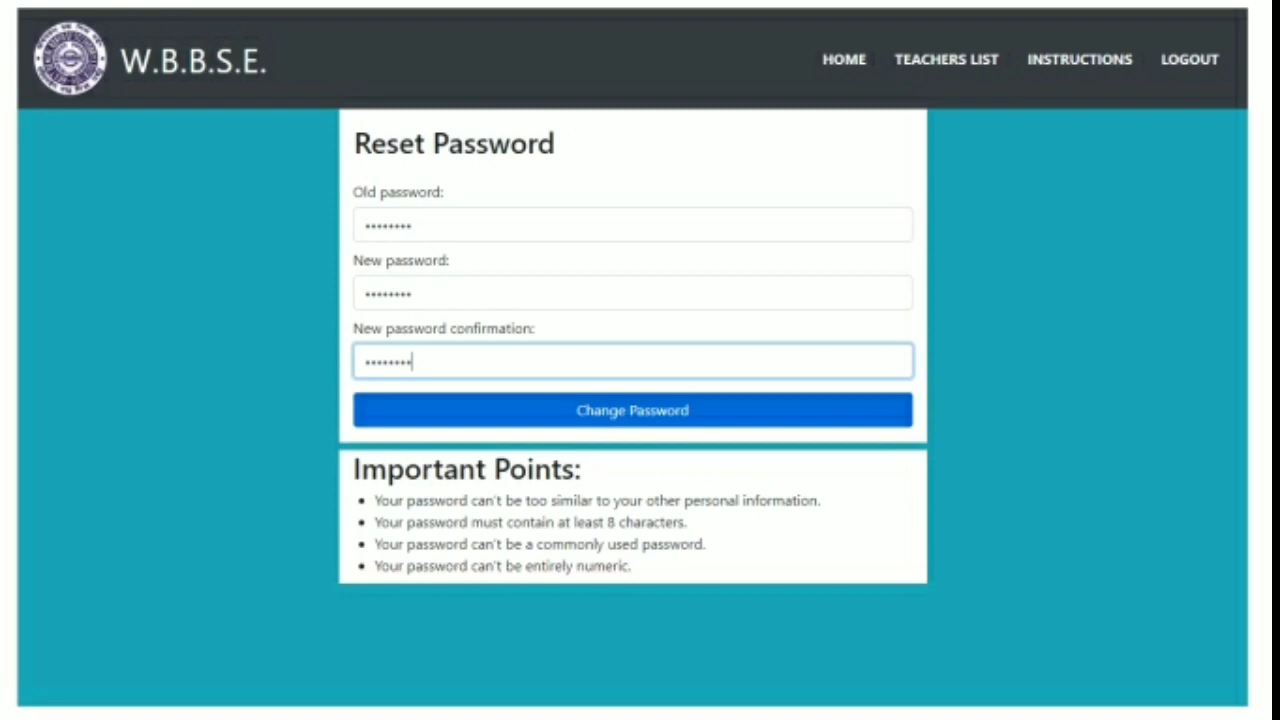 W.B.B.S.E.
HOME TEACHERS LIST INSTRUCTIONS LOGOUT
Reset Password
Old password:
••••••••
New password:
••••••••
New password confirmation:
••••••••
Change Password
Important Points:
• Your password can't be too similar to your other personal information.
• Your password must contain at least 8 characters.
• Your password can't be a commonly used password.
• Your password can't be entirely numeric.